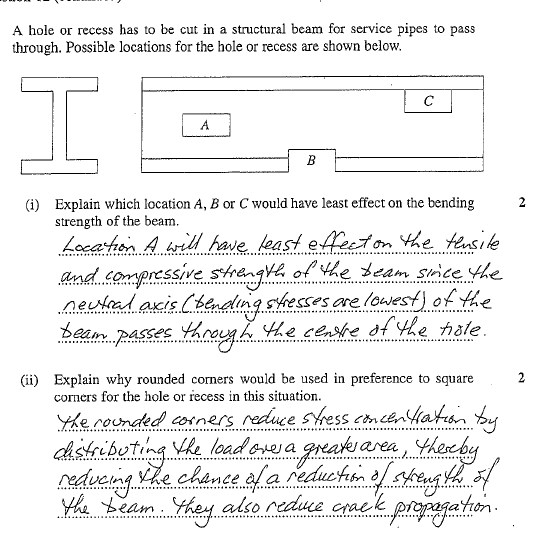 A hole or recess has to be cut in a structural beam for service pipes to pass
through. Possible locations for the hole or recess are shown below.
A
B
C
(i) Explain which location A, B or C would have least effect on the bending 2
strength of the beam.
Location A will have least effect on the tensile
and compressive strength of the beam since the
neutral axis (bending stresses are lowest) of the
beam passes through the centre of the hole.
(ii) Explain why rounded corners would be used in preference to square 2
corners for the hole or recess in this situation.
The rounded corners reduce stress concentration by
distributing the load over a greater area, thereby
reducing the chance of a reduction of strength of
the beam. They also reduce crack propagation.